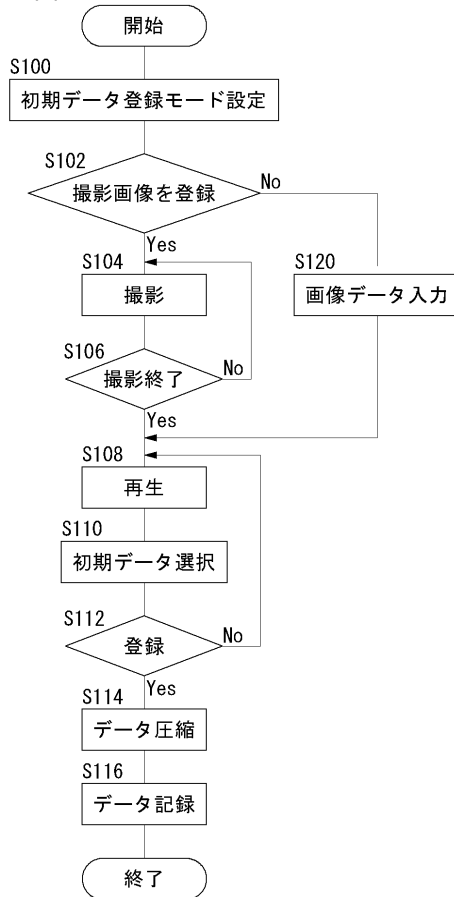 開始
S100
初期データ登録モード設定
S102
撮影画像を登録
No
Yes
S104
撮影
S120
画像データ入力
S106
撮影終了
No
Yes
S108
再生
S110
初期データ選択
S112
登録
No
Yes
S114
データ圧縮
S116
データ記録
終了